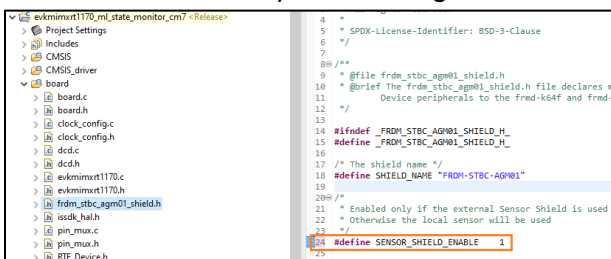 evkmimxrt1170_ml_state_monitor_cm7 <Release>
Project Settings
Includes
CMSIS
CMSIS_driver
board
board.c
board.h
clock_config.c
clock_config.h
dcd.c
dcd.h
evkmimxrt1170.c
evkmimxrt1170.h
frdm_stbc_agm01_shield.h
issdk_hal.h
pin_mux.c
pin_mux.h
RTE_Device.h
4 *
5 * SPDX-License-Identifier: BSD-3-Clause
6 */
7
8 /**
9 * @file frdm_stbc_agm01_shield.h
10 * @brief The frdm_stbc_agm01_shield.h file declares m
11 Device peripherals to the frmd-k64f and frmd-
12 */
13
14 #ifndef _FRDM_STBC_AGM01_SHIELD_H_
15 #define _FRDM_STBC_AGM01_SHIELD_H_
16
17 /* The shield name */
18 #define SHIELD_NAME "FRDM-STBC-AGM01"
19
20 /*
21 * Enabled only if the external Sensor Shield is used
22 * Otherwise the local sensor will be used
23 */
24 #define SENSOR_SHIELD_ENABLE 1
25